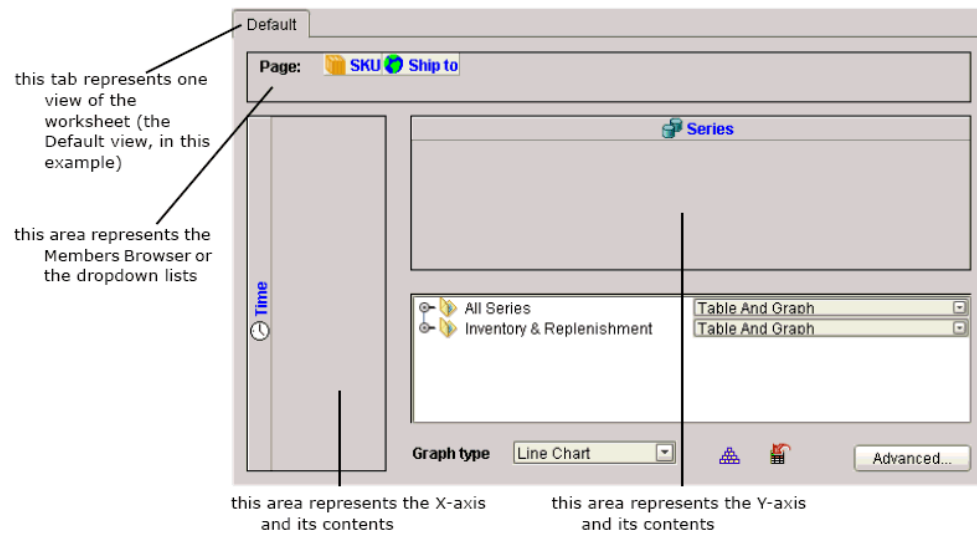 Default
Page: SKU Ship to
this tab represents one
view of the
worksheet (the
Default view, in this
example)
Series
this area represents the
Members Browser or
the dropdown lists
Time
All Series Table And Graph
Inventory & Replenishment Table And Graph
Graph type Line Chart Advanced...
this area represents the X-axis
and its contents
this area represents the Y-axis
and its contents